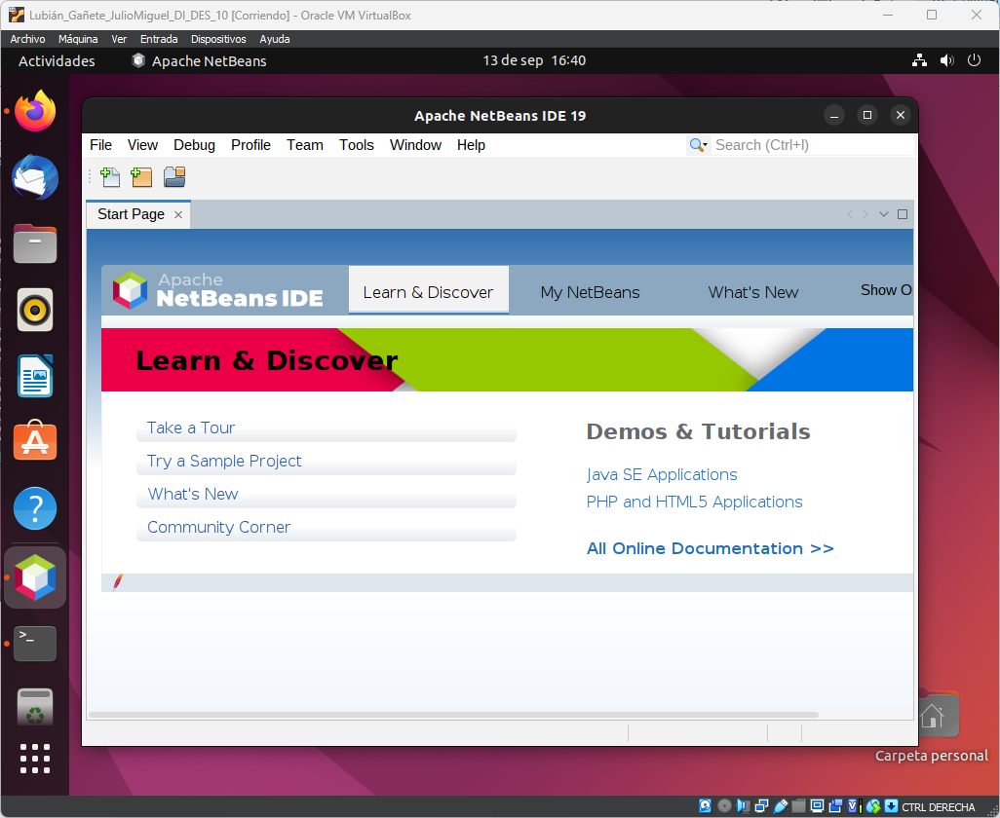 Lubián_Gañete_JulioMiguel_DI_DES_10 [Corriendo] - Oracle VM VirtualBox
Archivo Máquina Ver Entrada Dispositivos Ayuda
Actividades Apache NetBeans 13 de sep 16:40
Apache NetBeans IDE 19
File View Debug Profile Team Tools Window Help Search (Ctrl+I)
Start Page
Apache
NetBeans IDE
Learn & Discover My NetBeans What's New Show O
Learn & Discover
Take a Tour
Try a Sample Project
What's New
Community Corner
Demos & Tutorials
Java SE Applications
PHP and HTML5 Applications
All Online Documentation >>
Carpeta personal
CTRL DERECHA